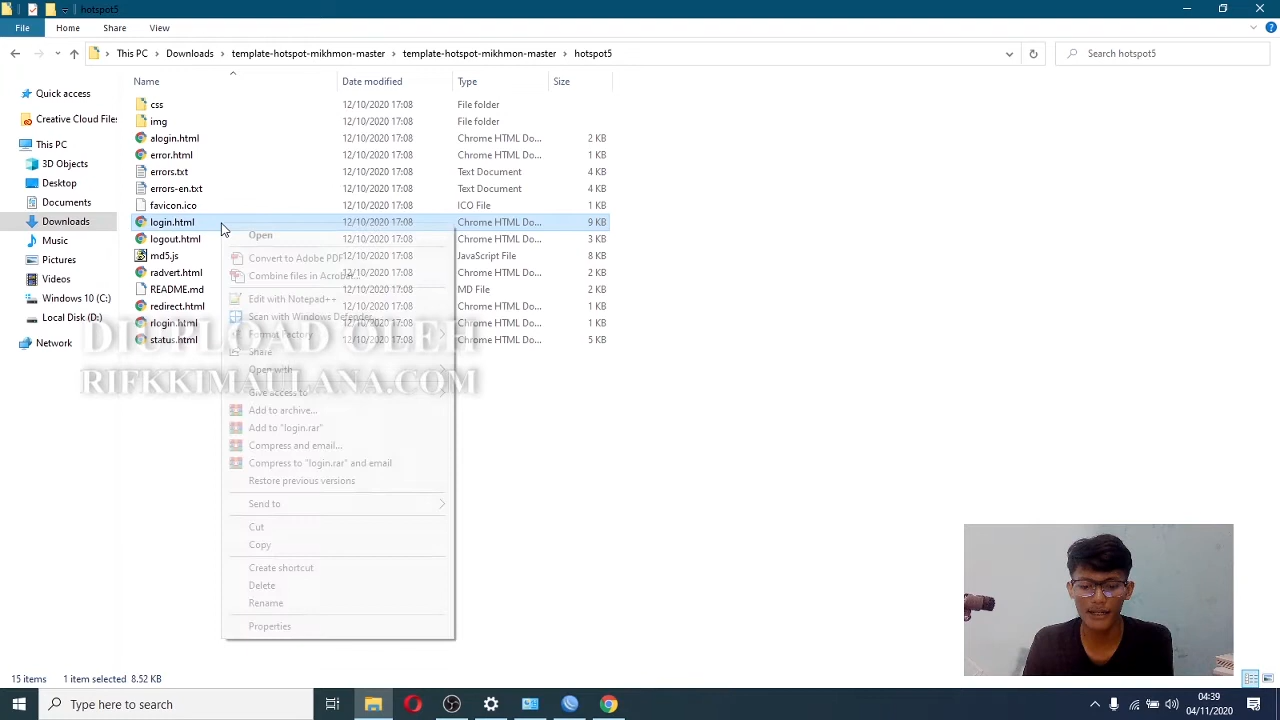 hotspot5
File Home Share View
This PC Downloads template-hotspot-mikhmon-master template-hotspot-mikhmon-master hotspot5
Search hotspot5
Name Date modified Type Size
Quick access
Creative Cloud Files
This PC
3D Objects
Desktop
Documents
Downloads
Music
Pictures
Videos
Windows 10 (C:)
Local Disk (D:)
Network
css 12/10/2020 17:08 File folder
img 12/10/2020 17:08 File folder
alogin.html 12/10/2020 17:08 Chrome HTML Do... 2 KB
error.html 12/10/2020 17:08 Chrome HTML Do... 1 KB
errors.txt 12/10/2020 17:08 Text Document 4 KB
errors-en.txt 12/10/2020 17:08 Text Document 4 KB
favicon.ico 12/10/2020 17:08 ICO File
login.html 12/10/2020 17:08 Chrome HTML Do... 9 KB
logout.html 12/10/2020 17:08 Chrome HTML Do... 3 KB
md5.js 12/10/2020 17:08 JavaScript File 8 KB
radvert.html 12/10/2020 17:08 Chrome HTML Do... 2 KB
README.md 12/10/2020 17:08 MD File 2 KB
redirect.html 12/10/2020 17:08 Chrome HTML Do... 1 KB
rlogin.html 12/10/2020 17:08 Chrome HTML Do... 1 KB
status.html 12/10/2020 17:08 Chrome HTML Do... 5 KB
Open
Convert to Adobe PDF
Combine files in Acrobat...
Edit with Notepad++
Scan with Windows Defender...
Format Factory
Share
Open with
Give access to
Add to archive...
Add to "login.rar"
Compress and email...
Compress to "login.rar" and email
Restore previous versions
Send to
Cut
Copy
Create shortcut
Delete
Rename
Properties
DIUPLOAD OLEH
RIFKKIMAULANA.COM
15 items 1 item selected 8.52 KB
Type here to search
04:39
04/11/2020